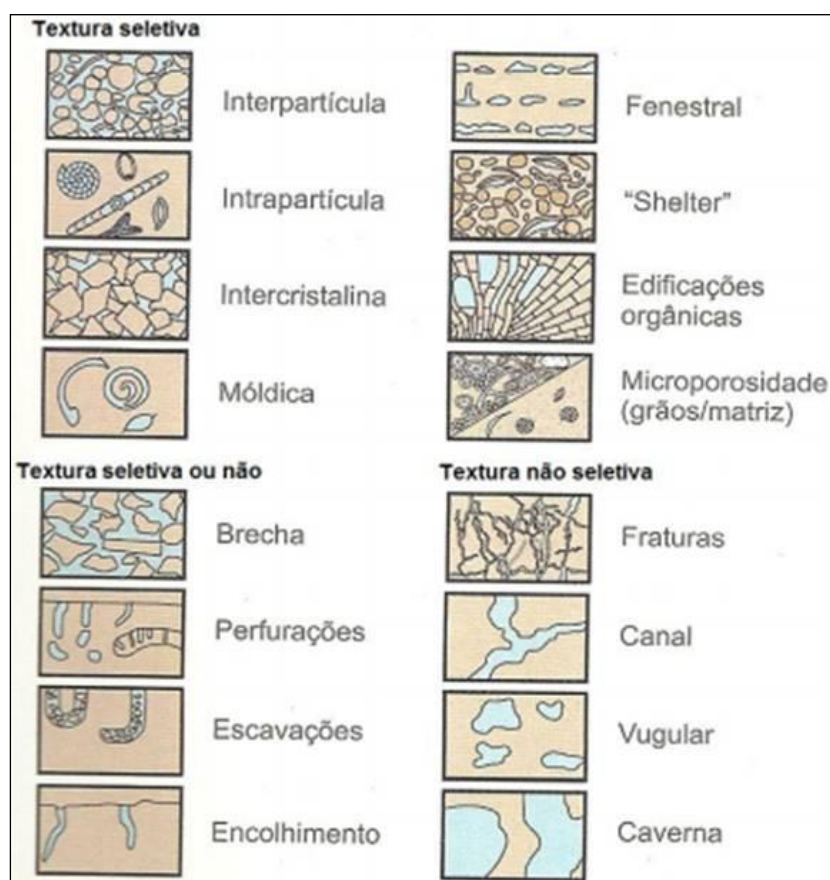 Textura seletiva
Interpartícula
Intrapartícula
Intercristalina
Móldica
Fenestral
“Shelter”
Edificações
orgânicas
Microporosidade
(grãos/matriz)
Textura seletiva ou não
Brecha
Perfurações
Escavações
Encolhimento
Textura não seletiva
Fraturas
Canal
Vugular
Caverna